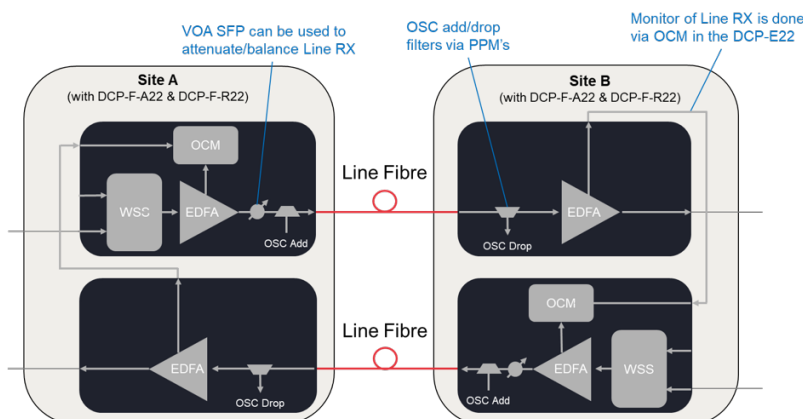 VOA SFP can be used to
attenuate/balance Line RX
OSC add/drop
filters via PPM's
Monitor of Line RX is done
via OCM in the DCP-E22
Site A
(with DCP-F-A22 & DCP-F-R22)
Site B
(with DCP-F-A22 & DCP-F-R22)
OCM
WSC
EDFA
OSC Add
Line Fibre
OSC Drop
EDFA
EDFA
OSC Drop
Line Fibre
OCM
OSC Add
EDFA
WSS